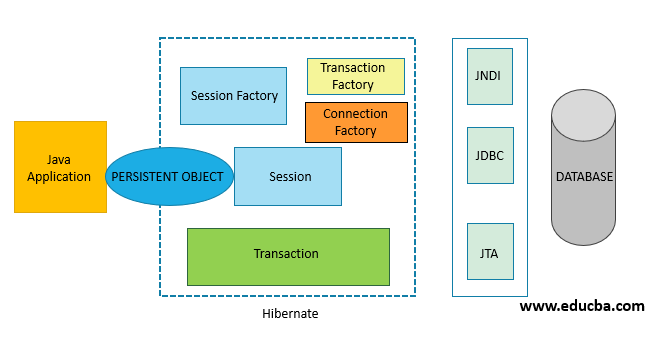 Java
Application
PERSISTENT OBJECT
Session Factory
Transaction
Factory
Connection
Factory
Session
Transaction
Hibernate
JNDI
JDBC
JTA
DATABASE
www.educba.com